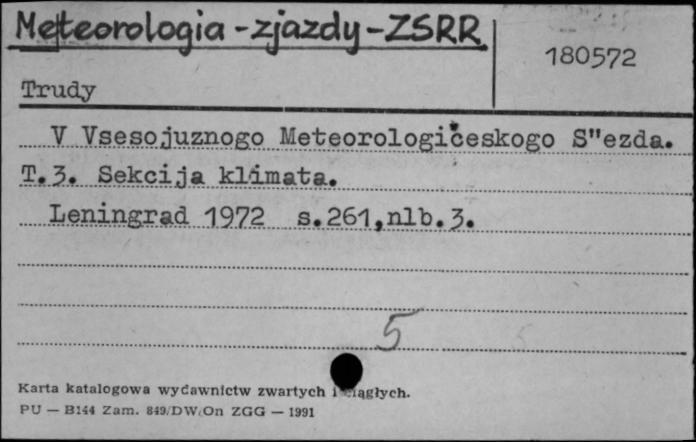 Meteorologia - zjazdy - ZSRR
180572
Trudy
V Vsesojuznogo Meteorologičeskogo S"ezda.
T.3. Sekcija klimata.
Leningrad 1972 s.261,nlb.3.
5
Karta katalogowa wydawnictw zwartych i ciągłych.
PU — B144 Zam. 849/DW/On ZGG — 1991